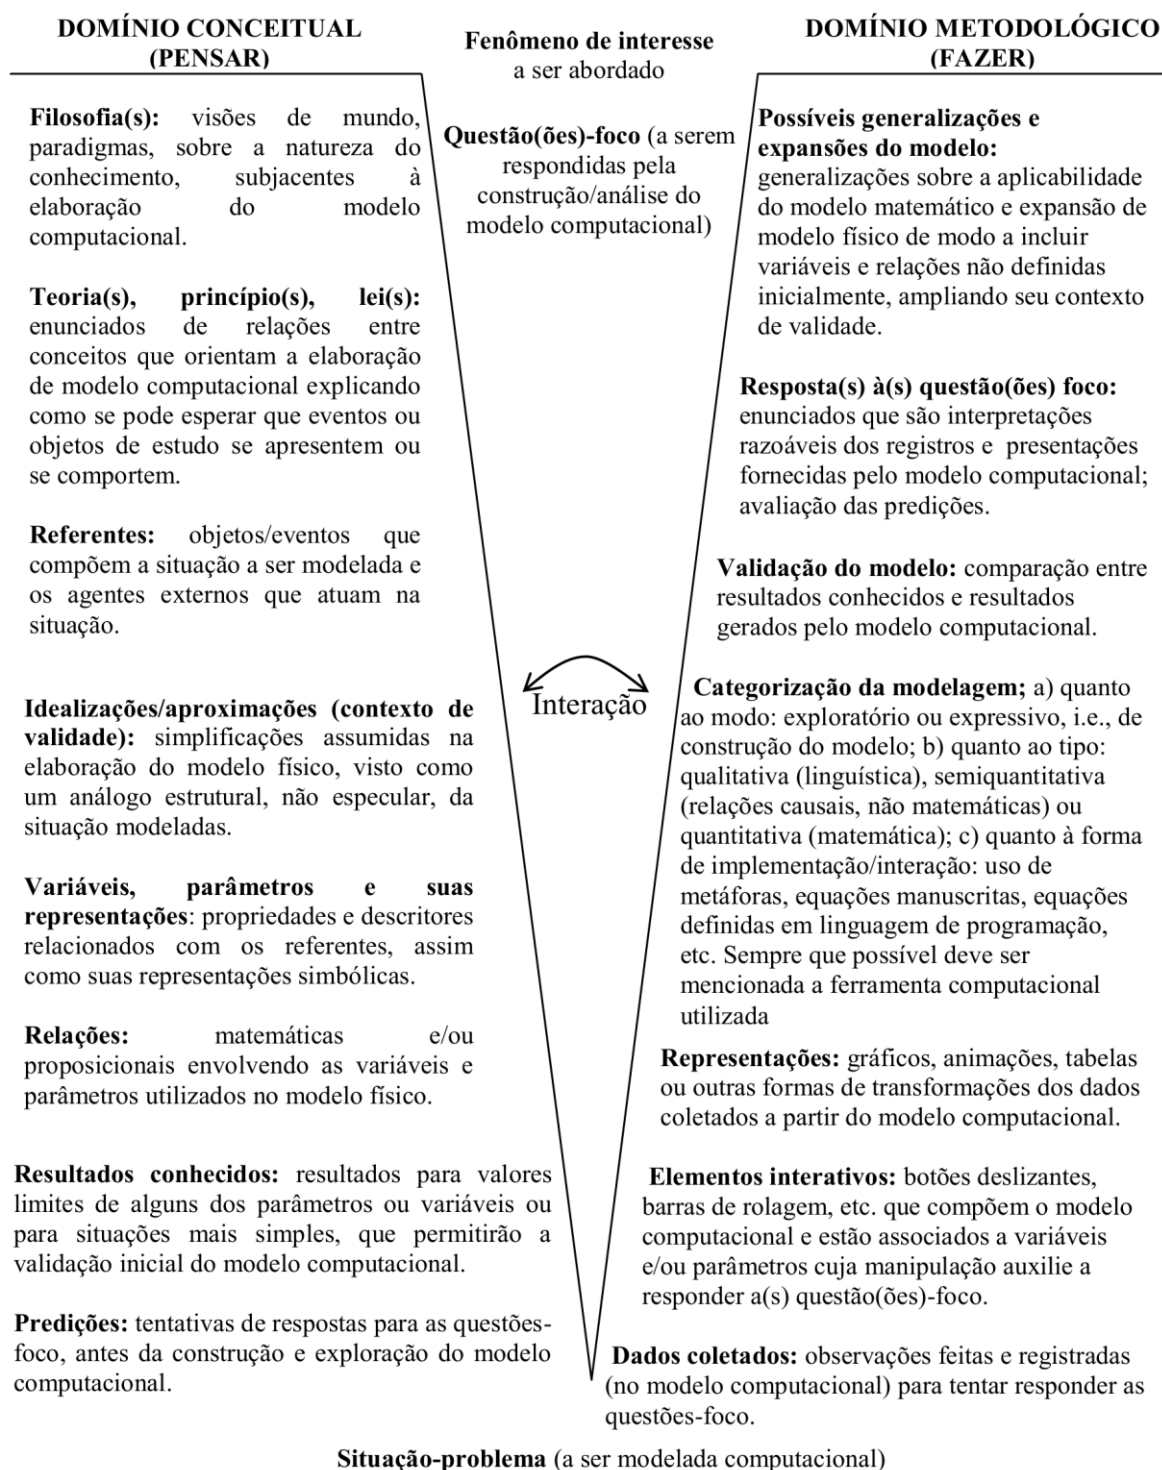 DOMÍNIO CONCEITUAL
(PENSAR)
Filosofia(s): visões de mundo,
paradigmas, sobre a natureza do
conhecimento, subjacentes à
elaboração do modelo
computacional.
Teoria(s), princípio(s), lei(s):
enunciados de relações entre
conceitos que orientam a elaboração
de modelo computacional explicando
como se pode esperar que eventos ou
objetos de estudo se apresentem ou
se comportem.
Referentes: objetos/eventos que
compõem a situação a ser modelada e
os agentes externos que atuam na
situação.
Idealizações/aproximações (contexto de
validade): simplificações assumidas na
elaboração do modelo físico, visto como
um análogo estrutural, não especular, da
situação modeladas.
Variáveis, parâmetros e suas
representações: propriedades e descritores
relacionados com os referentes, assim
como suas representações simbólicas.
Relações: matemáticas e/ou
proposicionais envolvendo as variáveis e
parâmetros utilizados no modelo físico.
Resultados conhecidos: resultados para valores
limites de alguns dos parâmetros ou variáveis ou
para situações mais simples, que permitirão a
validação inicial do modelo computacional.
Predições: tentativas de respostas para as questões-
foco, antes da construção e exploração do modelo
computacional.
Fenômeno de interesse
a ser abordado
Questão(ões)-foco (a serem
respondidas pela
construção/análise do
modelo computacional)
Interação
DOMÍNIO METODOLÓGICO
(FAZER)
Possíveis generalizações e
expansões do modelo:
generalizações sobre a aplicabilidade
do modelo matemático e expansão de
modelo físico de modo a incluir
variáveis e relações não definidas
inicialmente, ampliando seu contexto
de validade.
Resposta(s) à(s) questão(ões) foco:
enunciados que são interpretações
razoáveis dos registros e presentações
fornecidas pelo modelo computacional;
avaliação das predições.
Validação do modelo: comparação entre
resultados conhecidos e resultados
gerados pelo modelo computacional.
Categorização da modelagem; a) quanto
ao modo: exploratório ou expressivo, i.e., de
construção do modelo; b) quanto ao tipo:
qualitativa (linguística), semiquantitativa
(relações causais, não matemáticas) ou
quantitativa (matemática); c) quanto à forma
de implementação/interação: uso de
metáforas, equações manuscritas, equações
definidas em linguagem de programação,
etc. Sempre que possível deve ser
mencionada a ferramenta computacional
utilizada
Representações: gráficos, animações, tabelas
ou outras formas de transformações dos dados
coletados a partir do modelo computacional.
Elementos interativos: botões deslizantes,
barras de rolagem, etc. que compõem o modelo
computacional e estão associados a variáveis
e/ou parâmetros cuja manipulação auxilie a
responder a(s) questão(ões)-foco.
Dados coletados: observações feitas e registradas
(no modelo computacional) para tentar responder as
questões-foco.
Situação-problema (a ser modelada computacional)